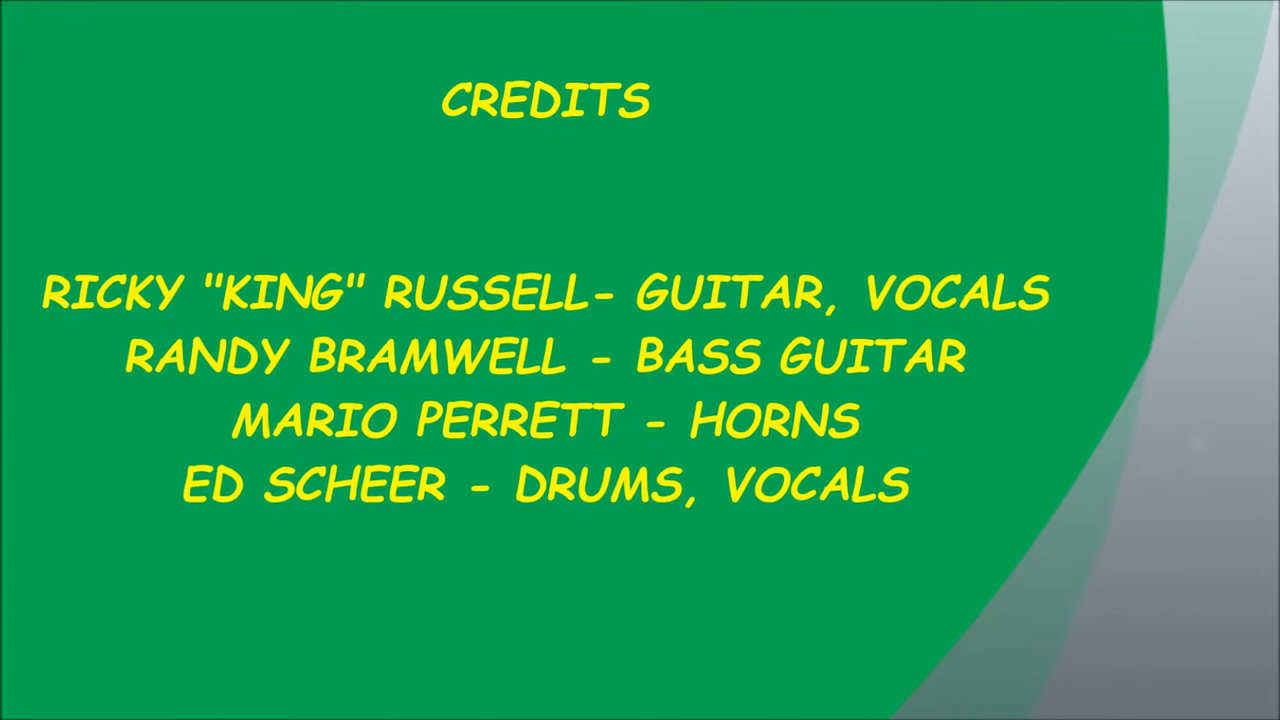 CREDITS
RICKY "KING" RUSSELL- GUITAR, VOCALS
RANDY BRAMWELL - BASS GUITAR
MARIO PERRETT - HORNS
ED SCHEER - DRUMS, VOCALS